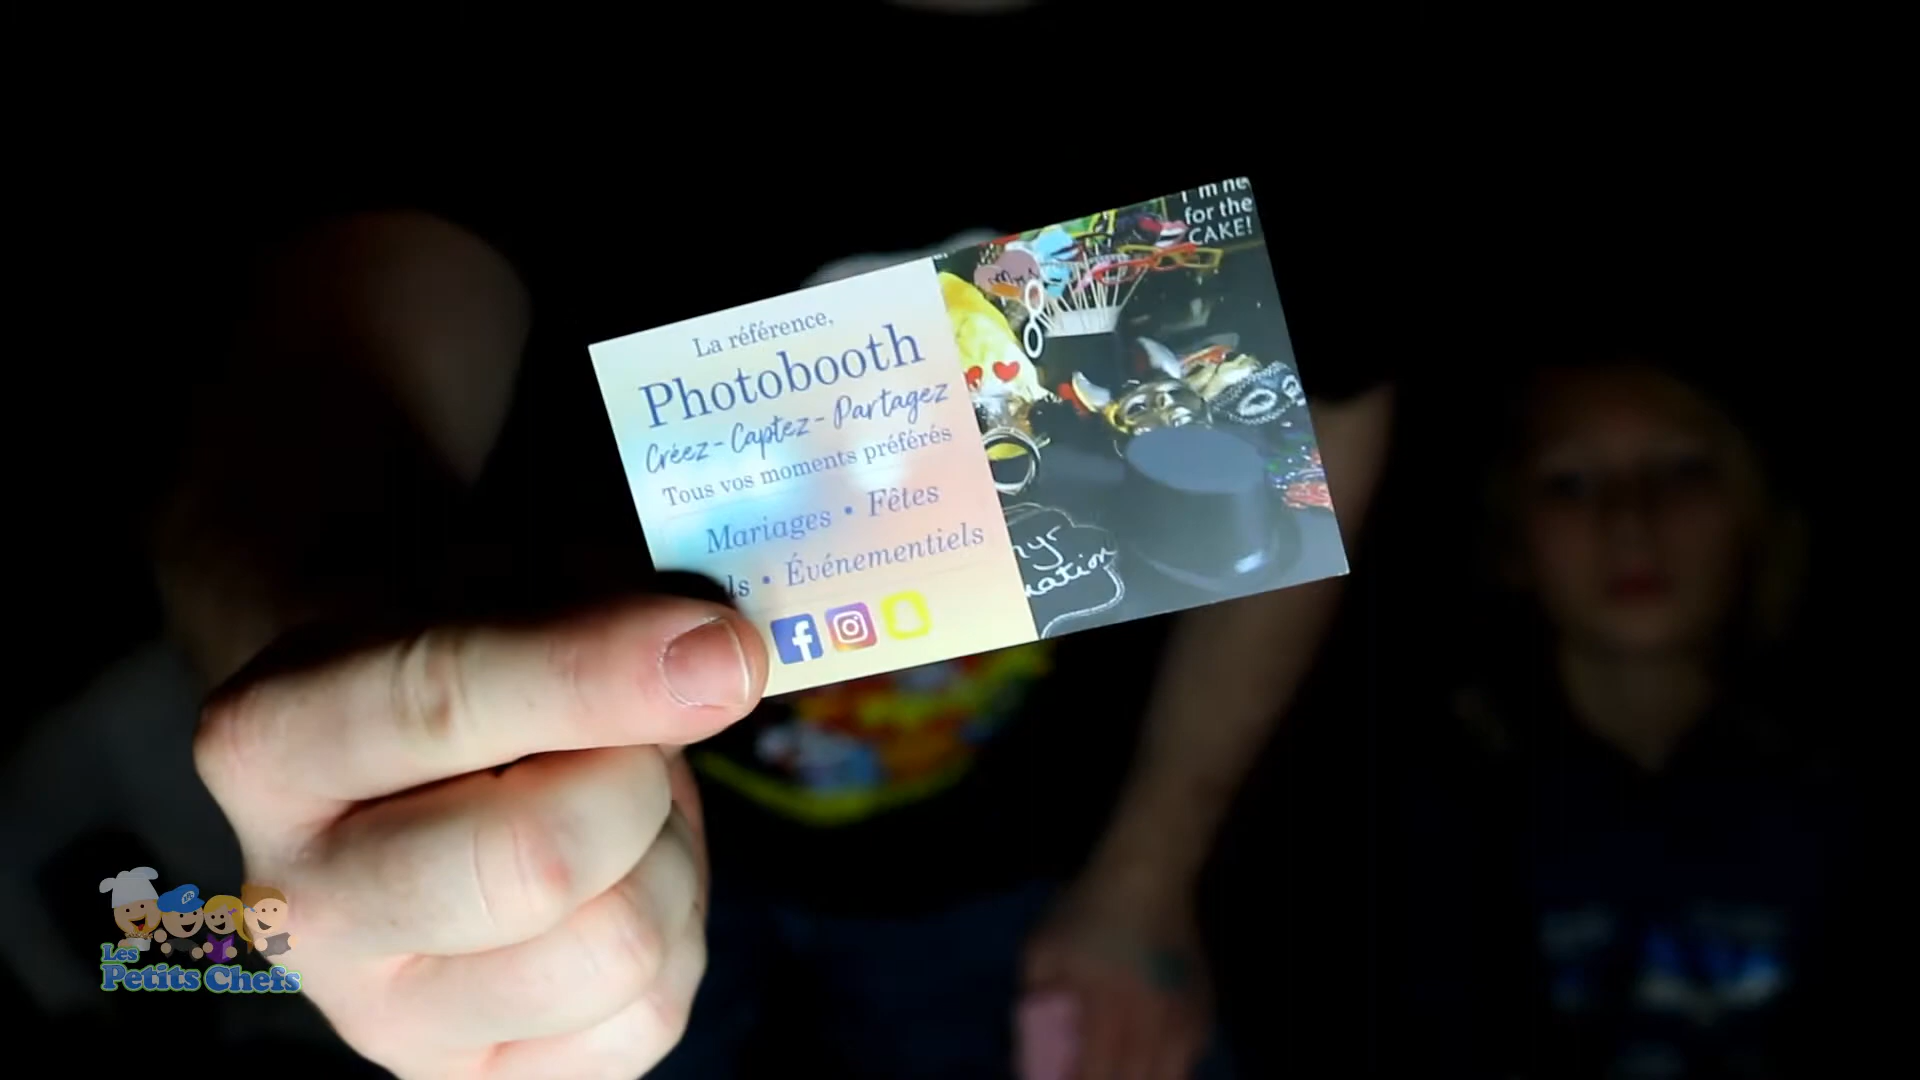 La référence,
Photobooth
Créez - Captez - Partagez
Tous vos moments préférés
Mariages • Fêtes
• Événementiels
for the
CAKE!
Les
Petits Chefs